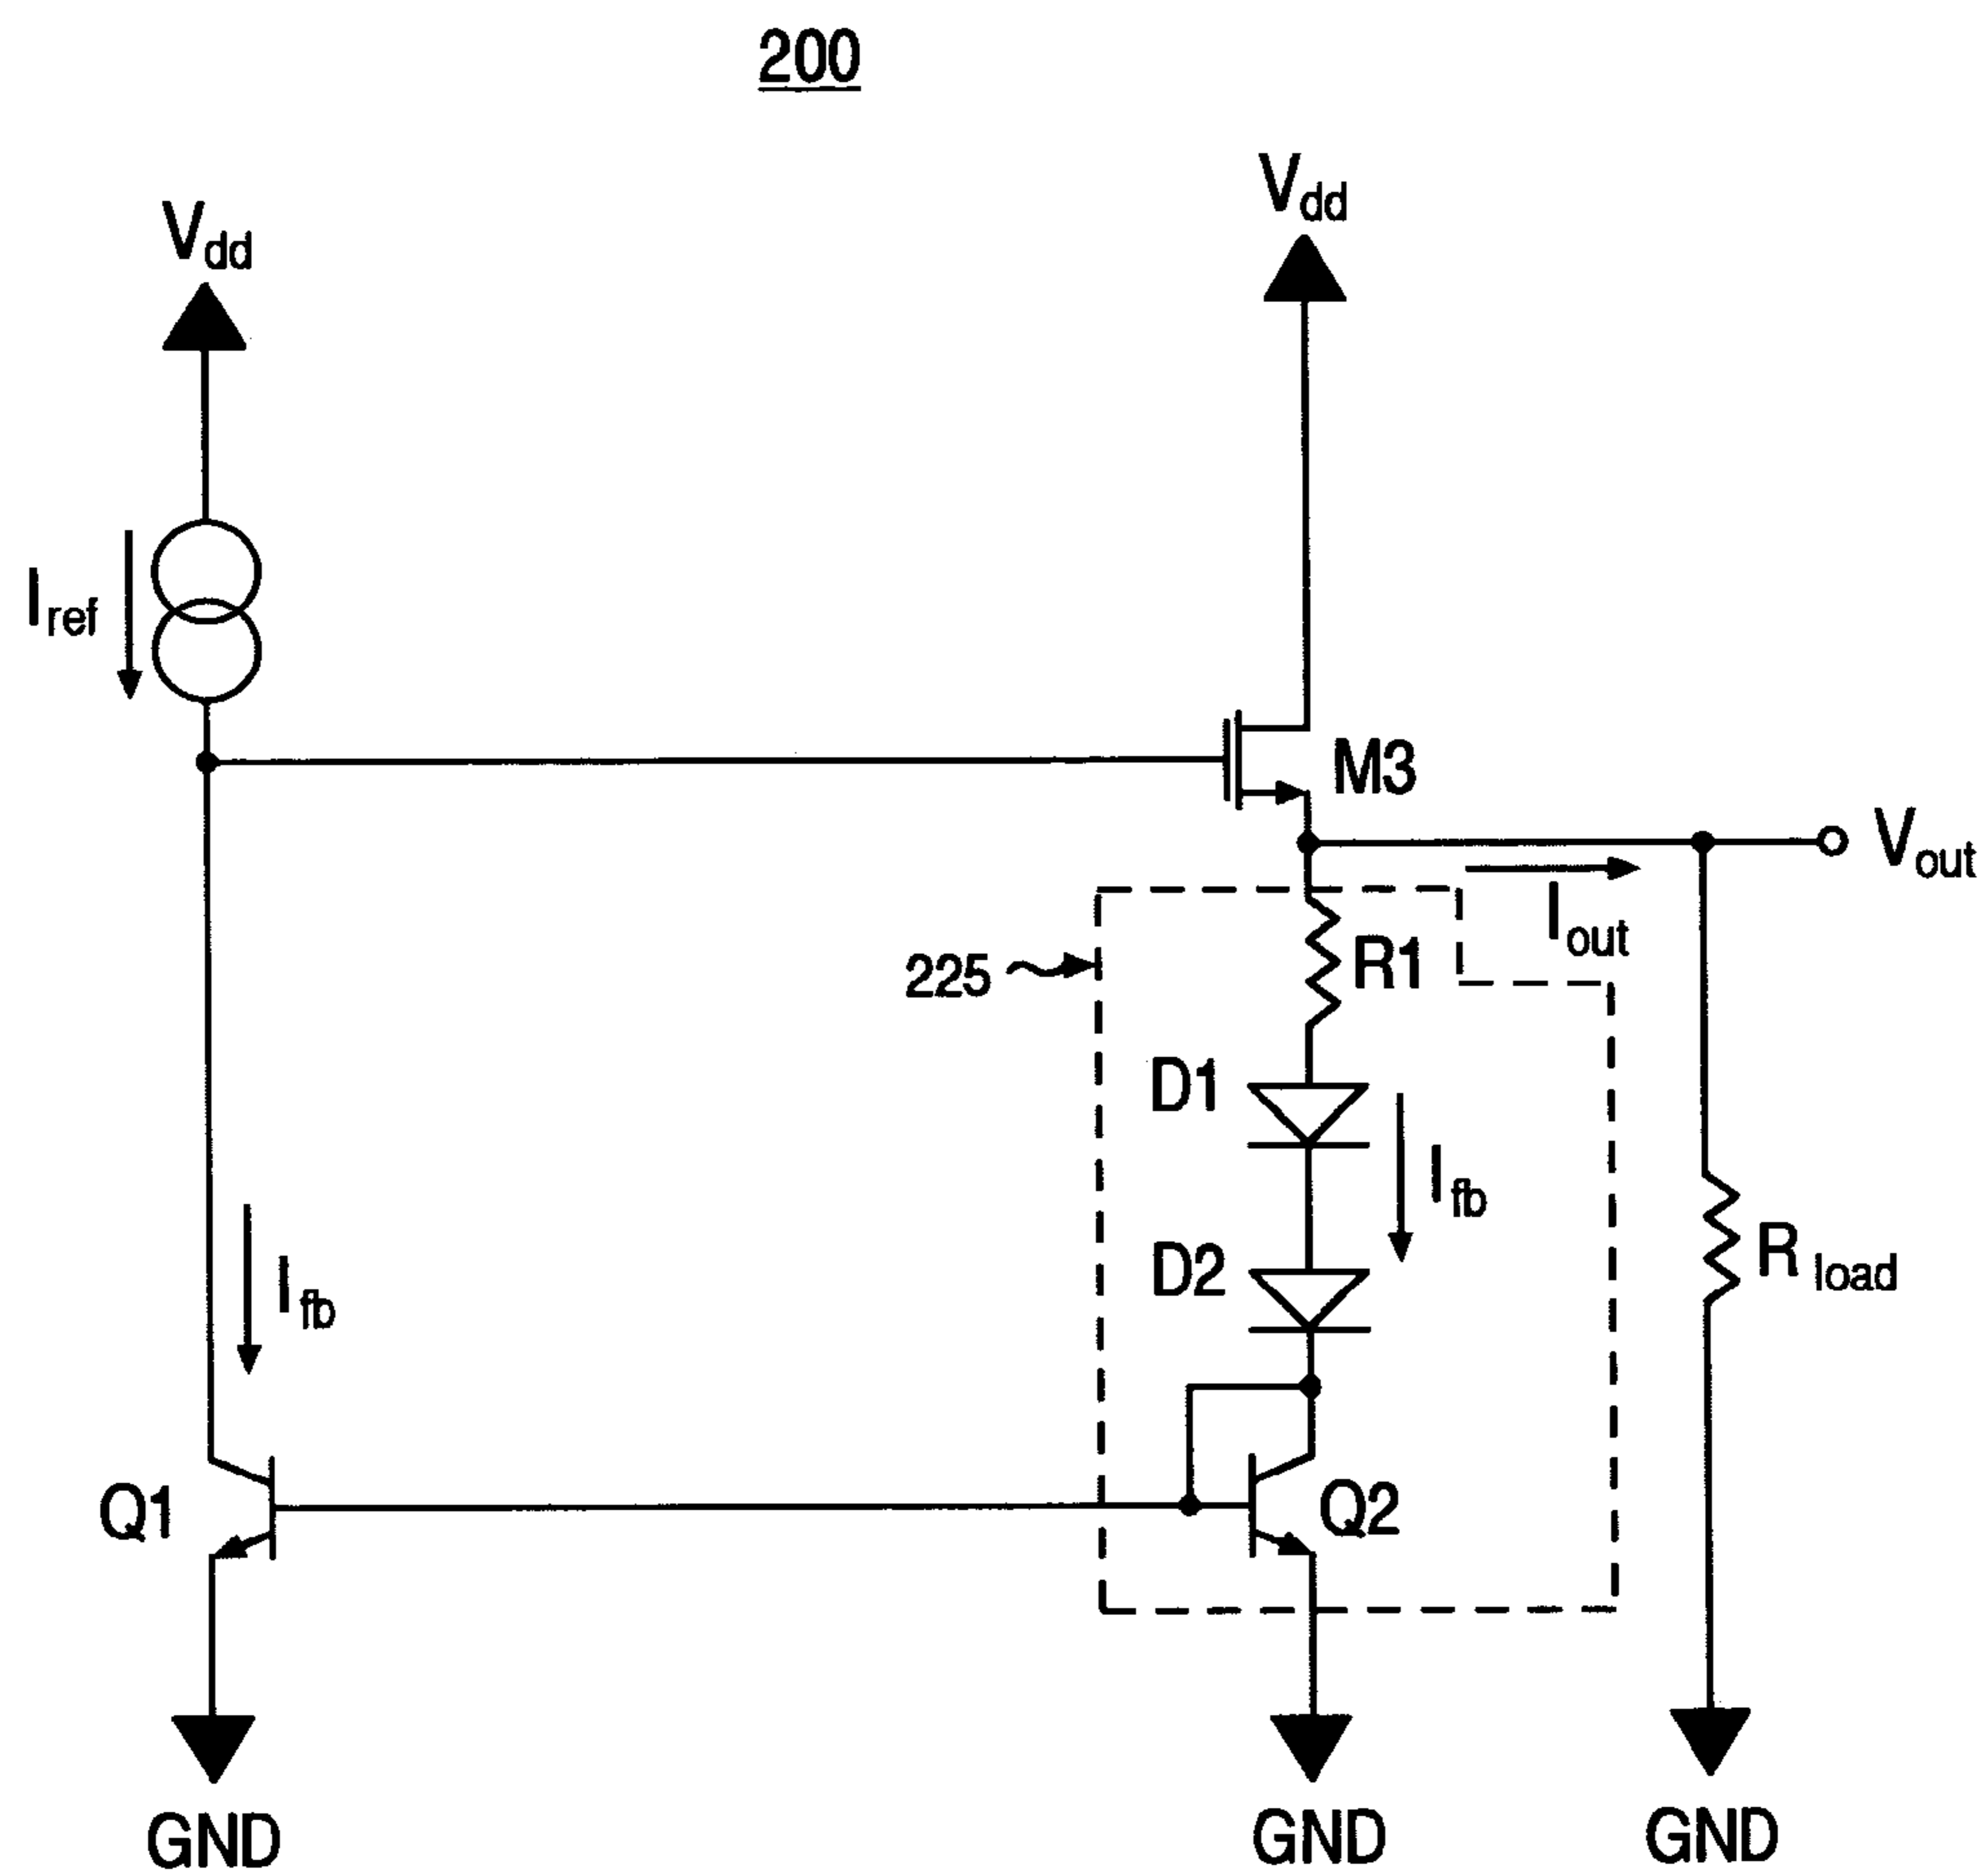 200
Vdd
Vdd
Iref
M3
Vout
Iout
R1
225
D1
Ifb
D2
Rload
Ifb
Q1
Q2
GND
GND
GND